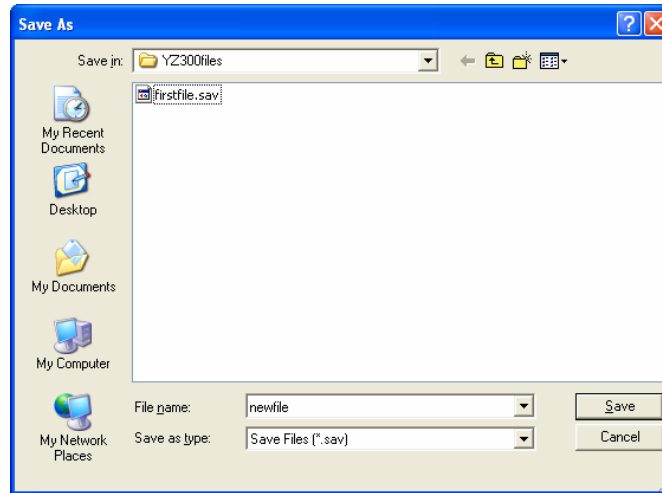 Save As
Save in:
YZ300files
firstfile.sav
My Recent
Documents
Desktop
My Documents
My Computer
My Network
Places
File name:
newfile
Save
Save as type:
Save Files (*.sav)
Cancel